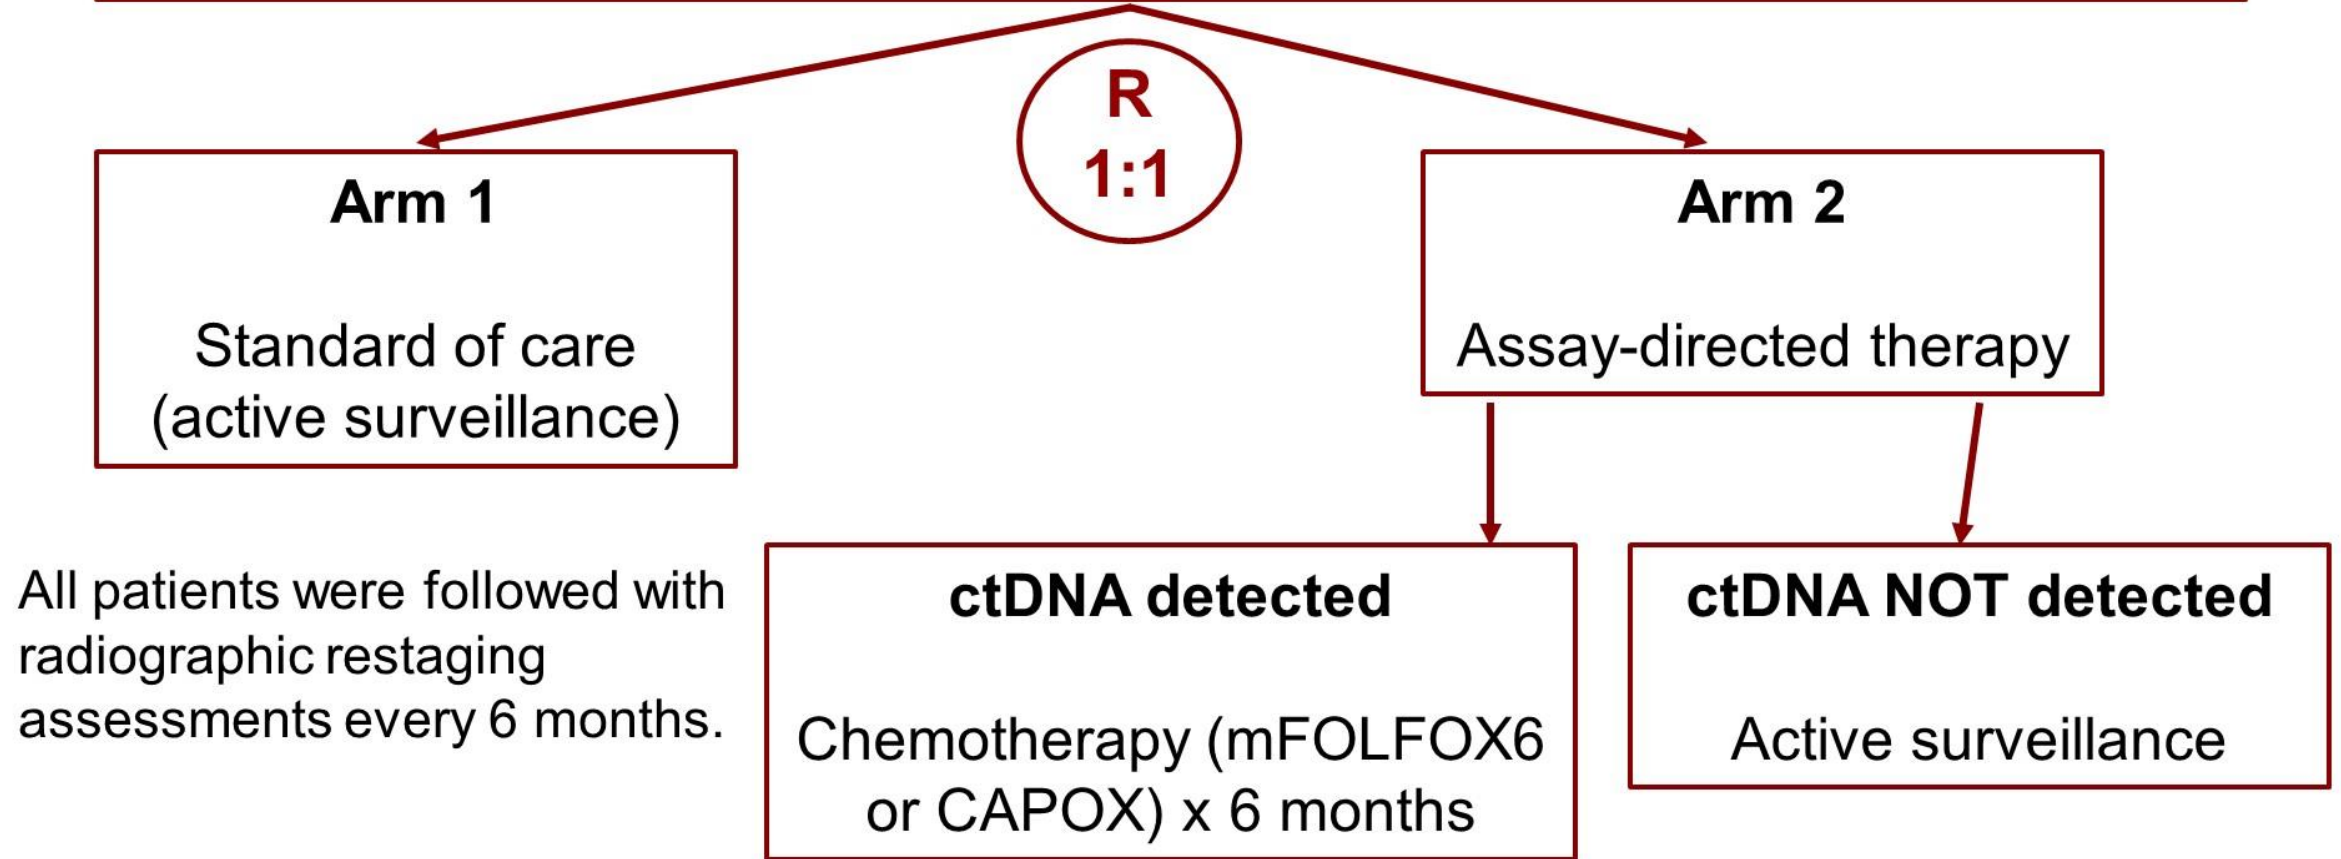 R
1:1
Arm 1
Standard of care
(active surveillance)
Arm 2
Assay-directed therapy
All patients were followed with
radiographic restaging
assessments every 6 months.
ctDNA detected
Chemotherapy (mFOLFOX6
or CAPOX) x 6 months
ctDNA NOT detected
Active surveillance